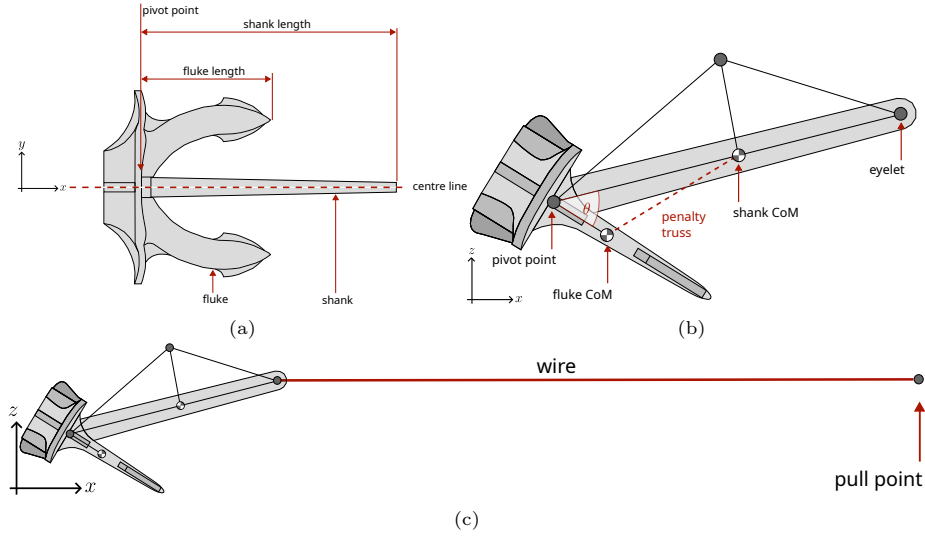 pivot point
shank length
fluke length
y
x
centre line
fluke
shank
(a)
eyelet
θ
shank CoM
penalty
truss
pivot point
z
fluke CoM
x
(b)
wire
z
x
pull point
(c)